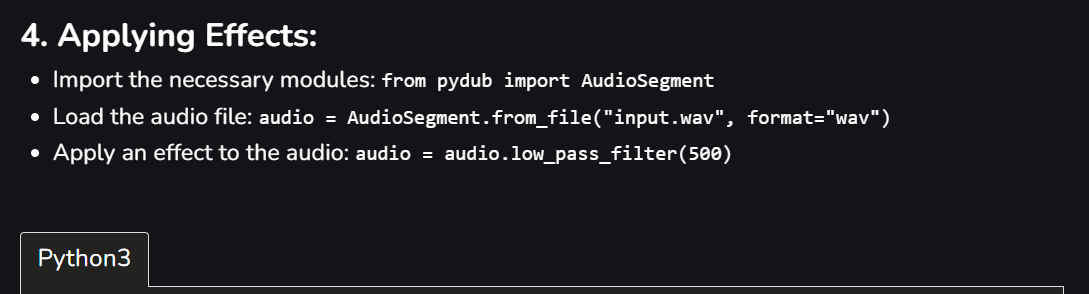 4. Applying Effects:
• Import the necessary modules: from pydub import AudioSegment
• Load the audio file: audio = AudioSegment.from_file("input.wav", format="wav")
• Apply an effect to the audio: audio = audio.low_pass_filter(500)
Python3